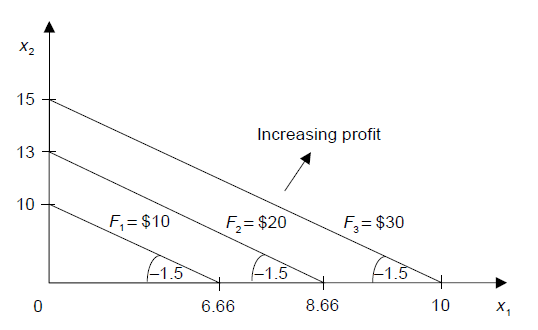 x₂
15
Increasing profit
13
10
F₁= $10 F₂= $20 F₃= $30
–1.5 –1.5 –1.5
0 6.66 8.66 10 x₁